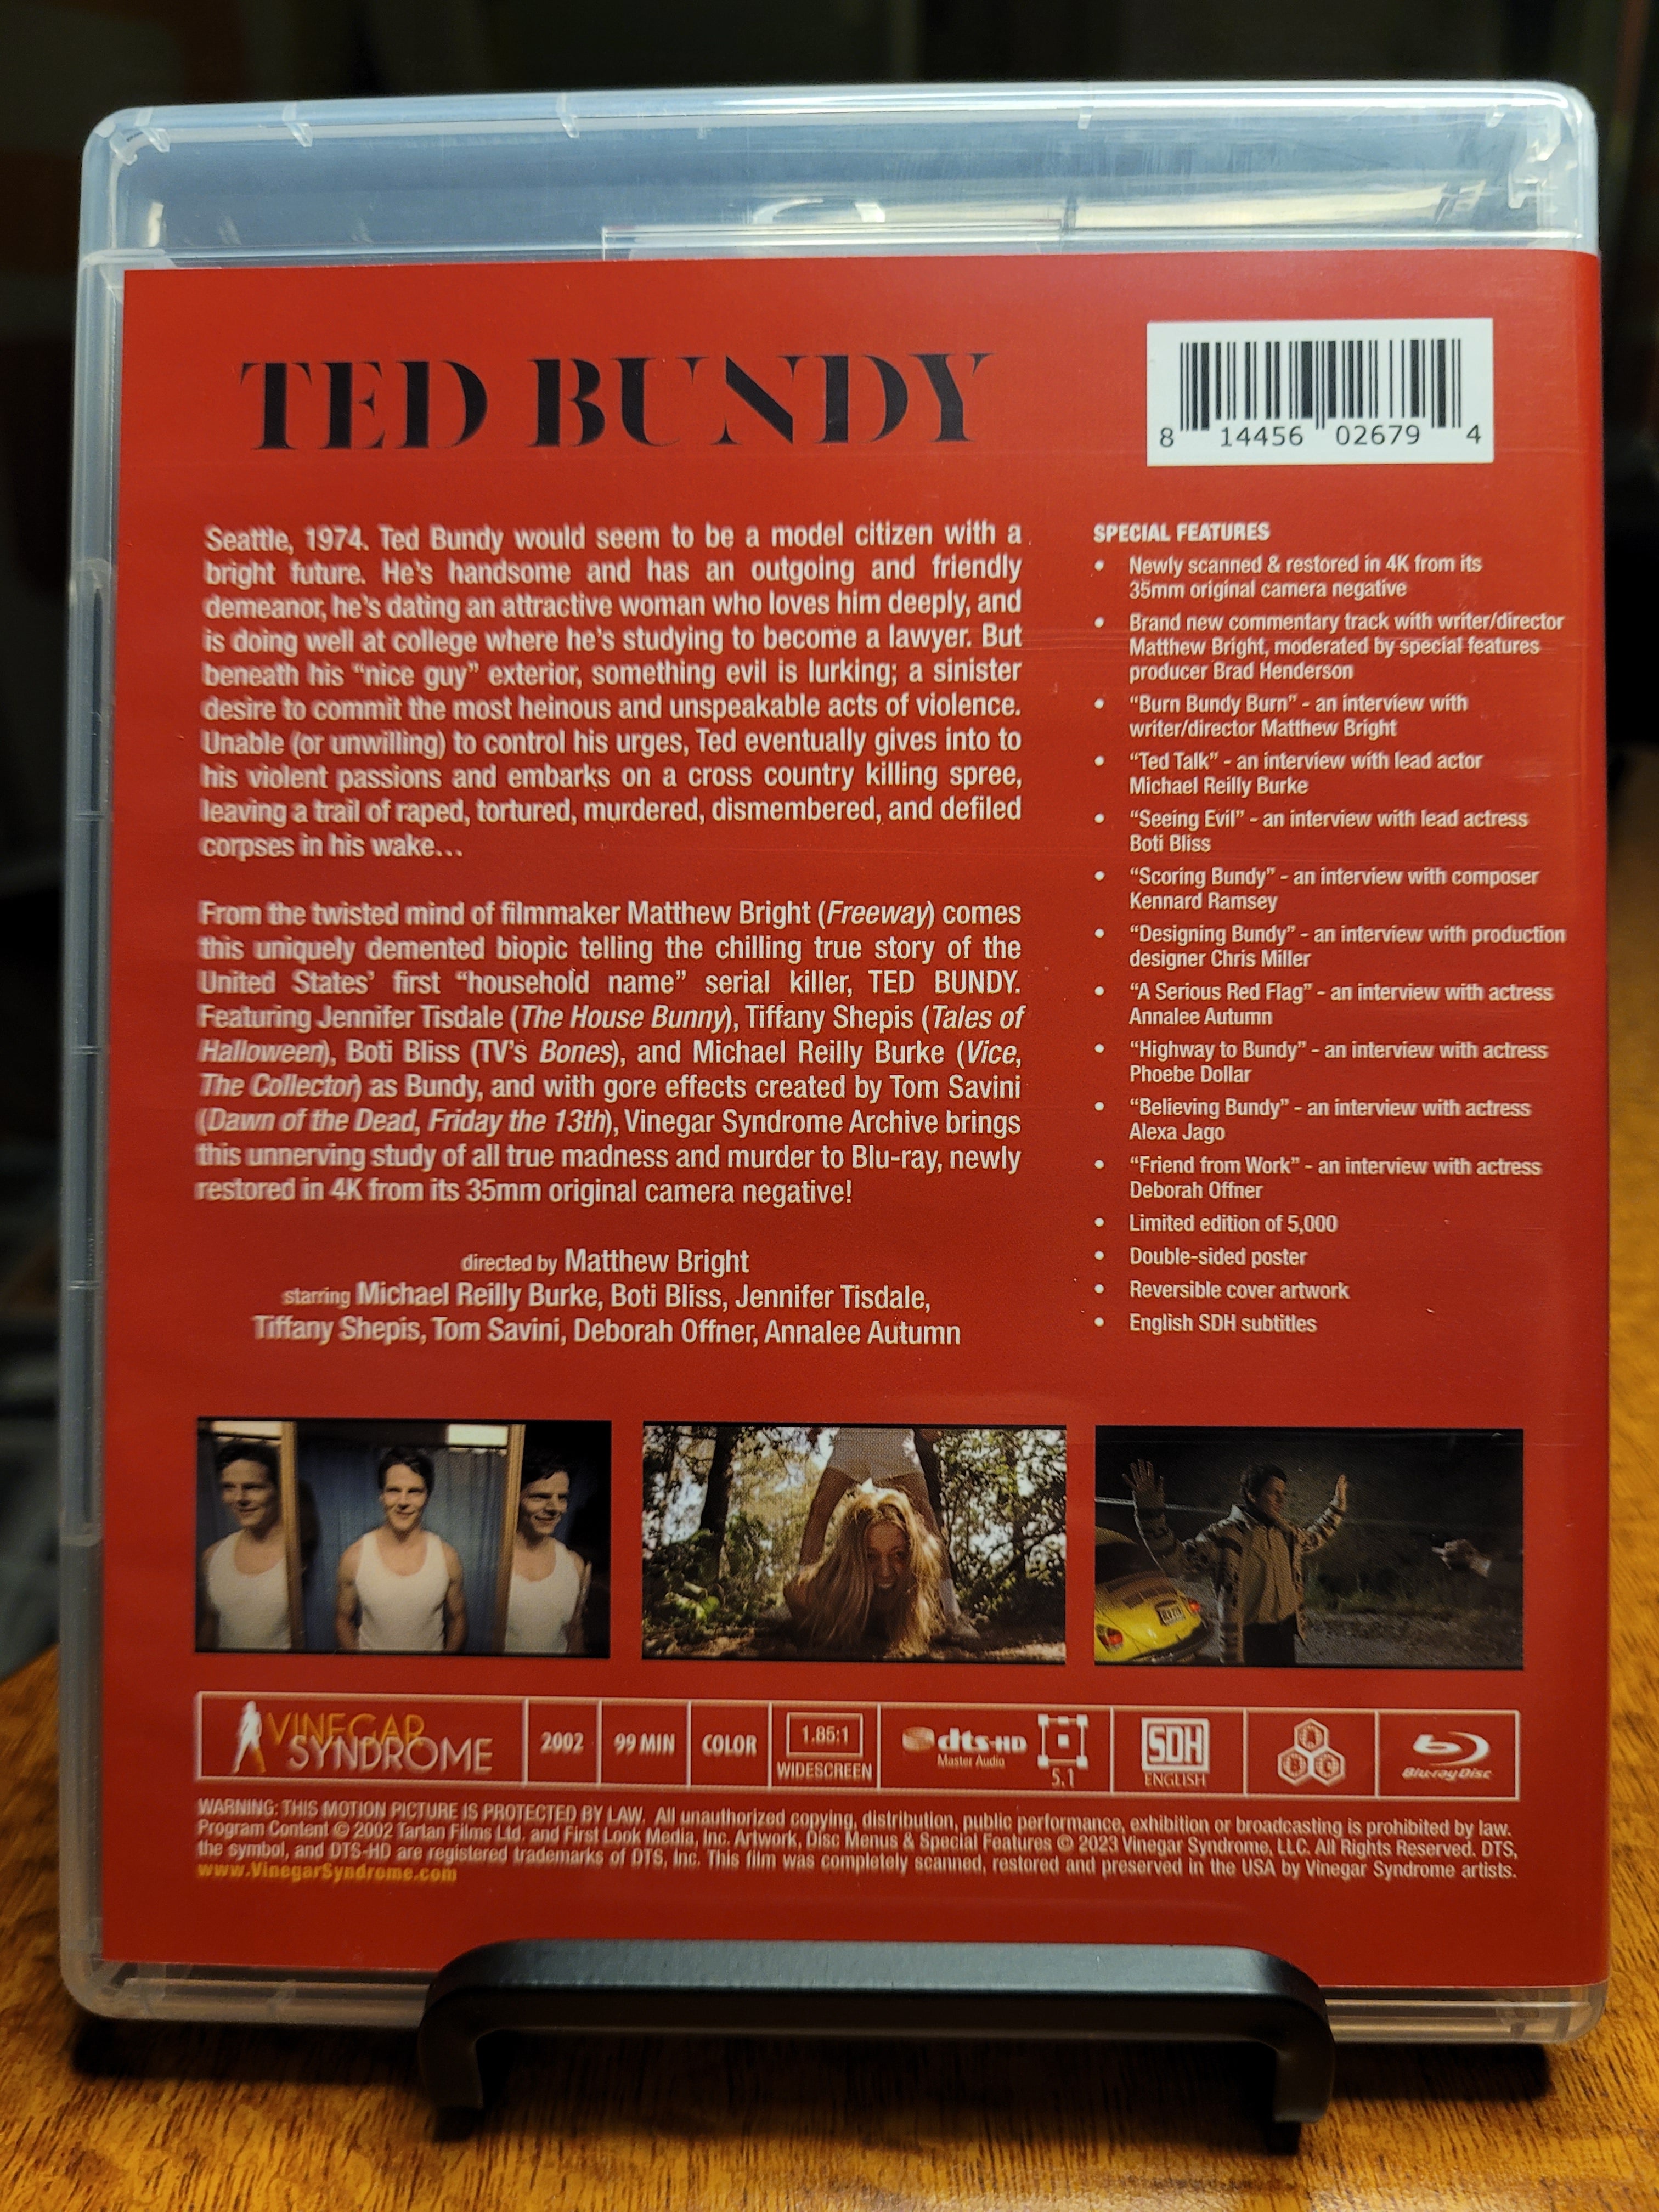 TED BUNDY
8 14456 02679 4
Seattle, 1974. Ted Bundy would seem to be a model citizen with a
bright future. He's handsome and has an outgoing and friendly
demeanor, he's dating an attractive woman who loves him deeply, and
is doing well at college where he's studying to become a lawyer. But
beneath his “nice guy” exterior, something evil is lurking; a sinister
desire to commit the most heinous and unspeakable acts of violence.
Unable (or unwilling) to control his urges, Ted eventually gives into to
his violent passions and embarks on a cross country killing spree,
leaving a trail of raped, tortured, murdered, dismembered, and defiled
corpses in his wake…
From the twisted mind of filmmaker Matthew Bright (Freeway) comes
this uniquely demented biopic telling the chilling true story of the
United States' first “household name” serial killer, TED BUNDY.
Featuring Jennifer Tisdale (The House Bunny), Tiffany Shepis (Tales of
Halloween), Boti Bliss (TV's Bones), and Michael Reilly Burke (Vice,
The Collector) as Bundy, and with gore effects created by Tom Savini
(Dawn of the Dead, Friday the 13th), Vinegar Syndrome Archive brings
this unnerving study of all true madness and murder to Blu-ray, newly
restored in 4K from its 35mm original camera negative!
directed by Matthew Bright
starring Michael Reilly Burke, Boti Bliss, Jennifer Tisdale,
Tiffany Shepis, Tom Savini, Deborah Offner, Annalee Autumn
SPECIAL FEATURES
• Newly scanned & restored in 4K from its
35mm original camera negative
• Brand new commentary track with writer/director
Matthew Bright, moderated by special features
producer Brad Henderson
• “Burn Bundy Burn” - an interview with
writer/director Matthew Bright
• “Ted Talk” - an interview with lead actor
Michael Reilly Burke
• “Seeing Evil” - an interview with lead actress
Boti Bliss
• “Scoring Bundy” - an interview with composer
Kennard Ramsey
• “Designing Bundy” - an interview with production
designer Chris Miller
• “A Serious Red Flag” - an interview with actress
Annalee Autumn
• “Highway to Bundy” - an interview with actress
Phoebe Dollar
• “Believing Bundy” - an interview with actress
Alexa Jago
• “Friend from Work” - an interview with actress
Deborah Offner
• Limited edition of 5,000
• Double-sided poster
• Reversible cover artwork
• English SDH subtitles
VINEGAR
SYNDROME
2002
99 MIN
COLOR
1.85:1
WIDESCREEN
dts-HD
Master Audio
5.1
SDH
ENGLISH
A
B C
Blu-ray Disc
WARNING: THIS MOTION PICTURE IS PROTECTED BY LAW. All unauthorized copying, distribution, public performance, exhibition or broadcasting is prohibited by law.
Program Content © 2002 Tartan Films Ltd. and First Look Media, Inc. Artwork, Disc Menus & Special Features © 2023 Vinegar Syndrome, LLC. All Rights Reserved. DTS,
the symbol, and DTS-HD are registered trademarks of DTS, Inc. This film was completely scanned, restored and preserved in the USA by Vinegar Syndrome artists.
www.VinegarSyndrome.com